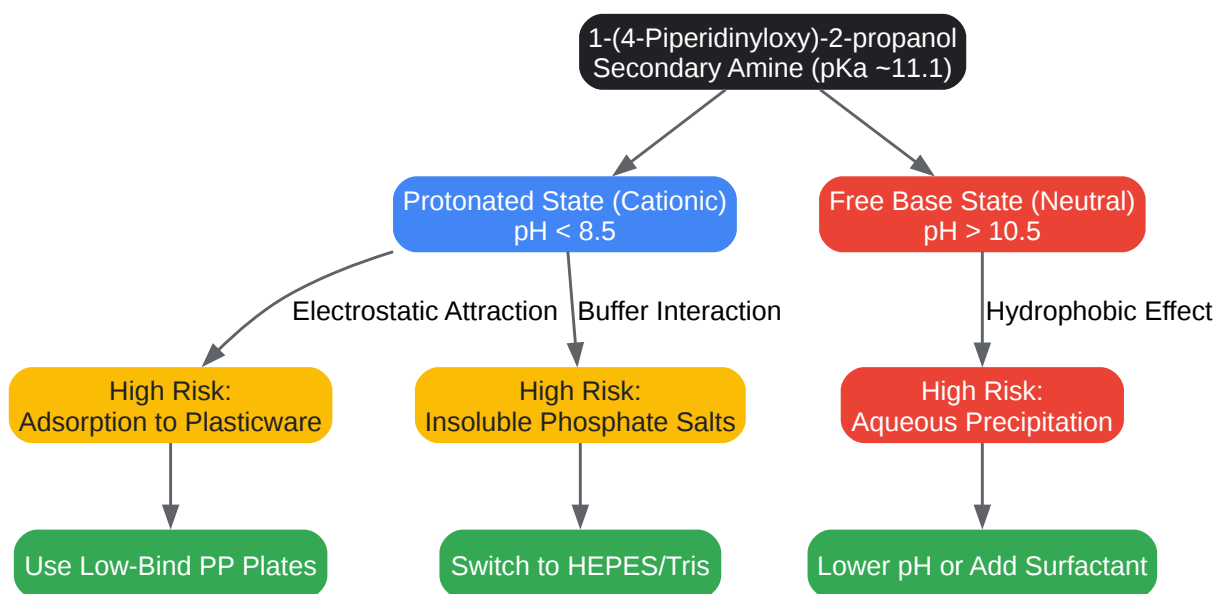 1-(4-Piperidinyloxy)-2-propanol
Secondary Amine (pKa ~11.1)
Protonated State (Cationic)
pH < 8.5
Free Base State (Neutral)
pH > 10.5
Electrostatic Attraction
Buffer Interaction
Hydrophobic Effect
High Risk:
Adsorption to Plasticware
High Risk:
Insoluble Phosphate Salts
High Risk:
Aqueous Precipitation
Use Low-Bind PP Plates
Switch to HEPES/Tris
Lower pH or Add Surfactant